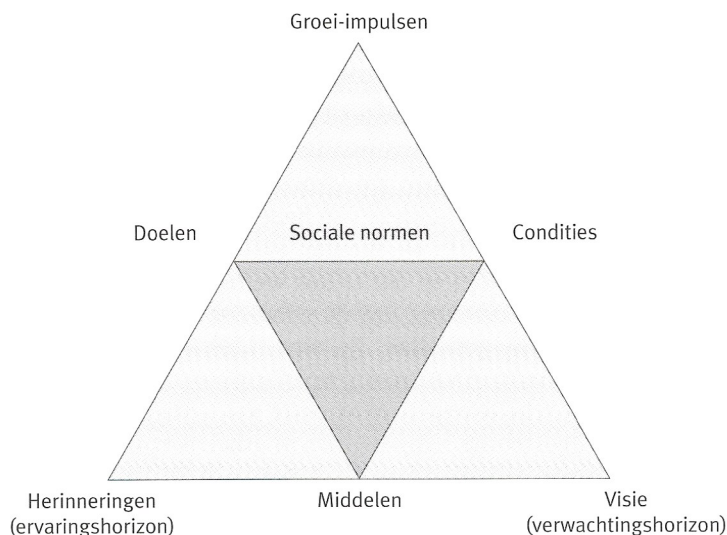 Groei-impulsen
Doelen
Sociale normen
Condities
Herinneringen
(ervaringshorizon)
Middelen
Visie
(verwachtingshorizon)